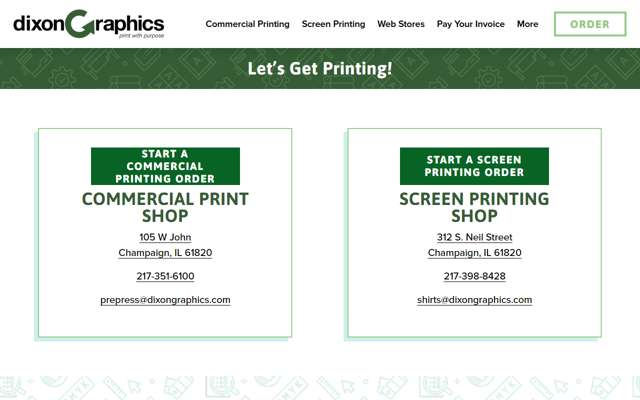 dixonGraphics
print with purpose
Commercial Printing
Screen Printing
Web Stores
Pay Your Invoice
More
ORDER
Let's Get Printing!
START A
COMMERCIAL
PRINTING ORDER
COMMERCIAL PRINT
SHOP
105 W John
Champaign, IL 61820
217-351-6100
prepress@dixongraphics.com
START A SCREEN
PRINTING ORDER
SCREEN PRINTING
SHOP
312 S. Neil Street
Champaign, IL 61820
217-398-8428
shirts@dixongraphics.com